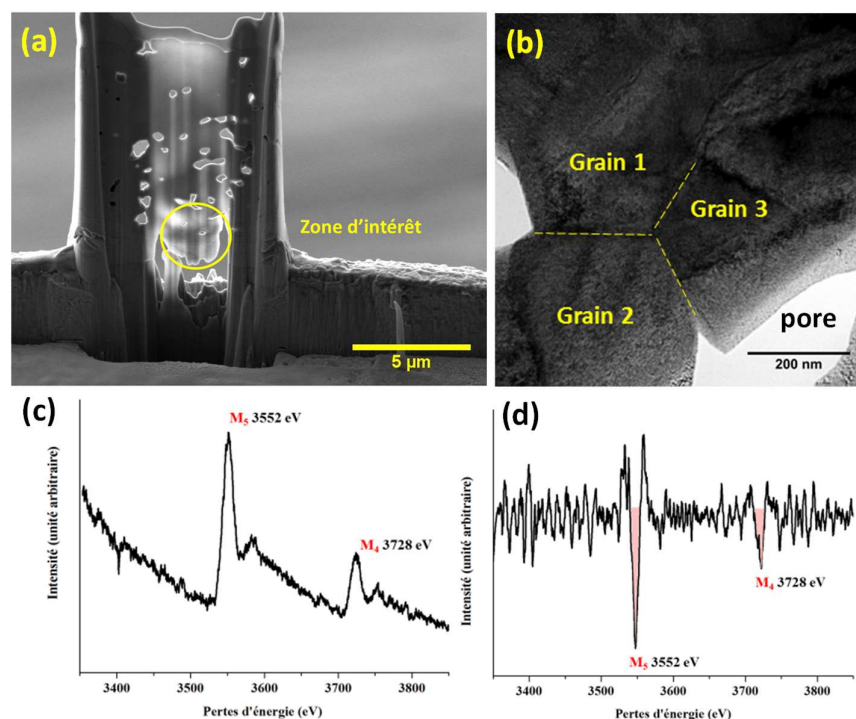 (a)
Zone d'intérêt
5 µm
(b)
Grain 1
Grain 3
Grain 2
pore
200 nm
(c)
M5 3552 eV
M4 3728 eV
Intensité (unité arbitraire)
3400 3500 3600 3700 3800
Pertes d'énergie (eV)
(d)
Intensité (unité arbitraire)
M4 3728 eV
M5 3552 eV
3400 3500 3600 3700 3800
Pertes d'énergie (eV)